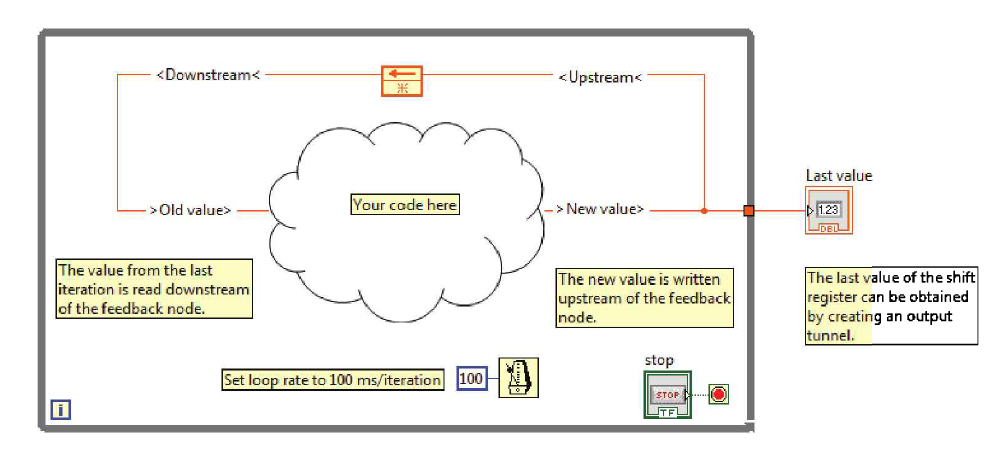 <Downstream<
<Upstream<
Last value
1.23
DBL
>Old value>
Your code here
>New value>
The value from the last
iteration is read downstream
of the feedback node.
The new value is written
upstream of the feedback
node.
The last value of the shift
register can be obtained
by creating an output
tunnel.
stop
Set loop rate to 100 ms/iteration
100
STOP
TF
i